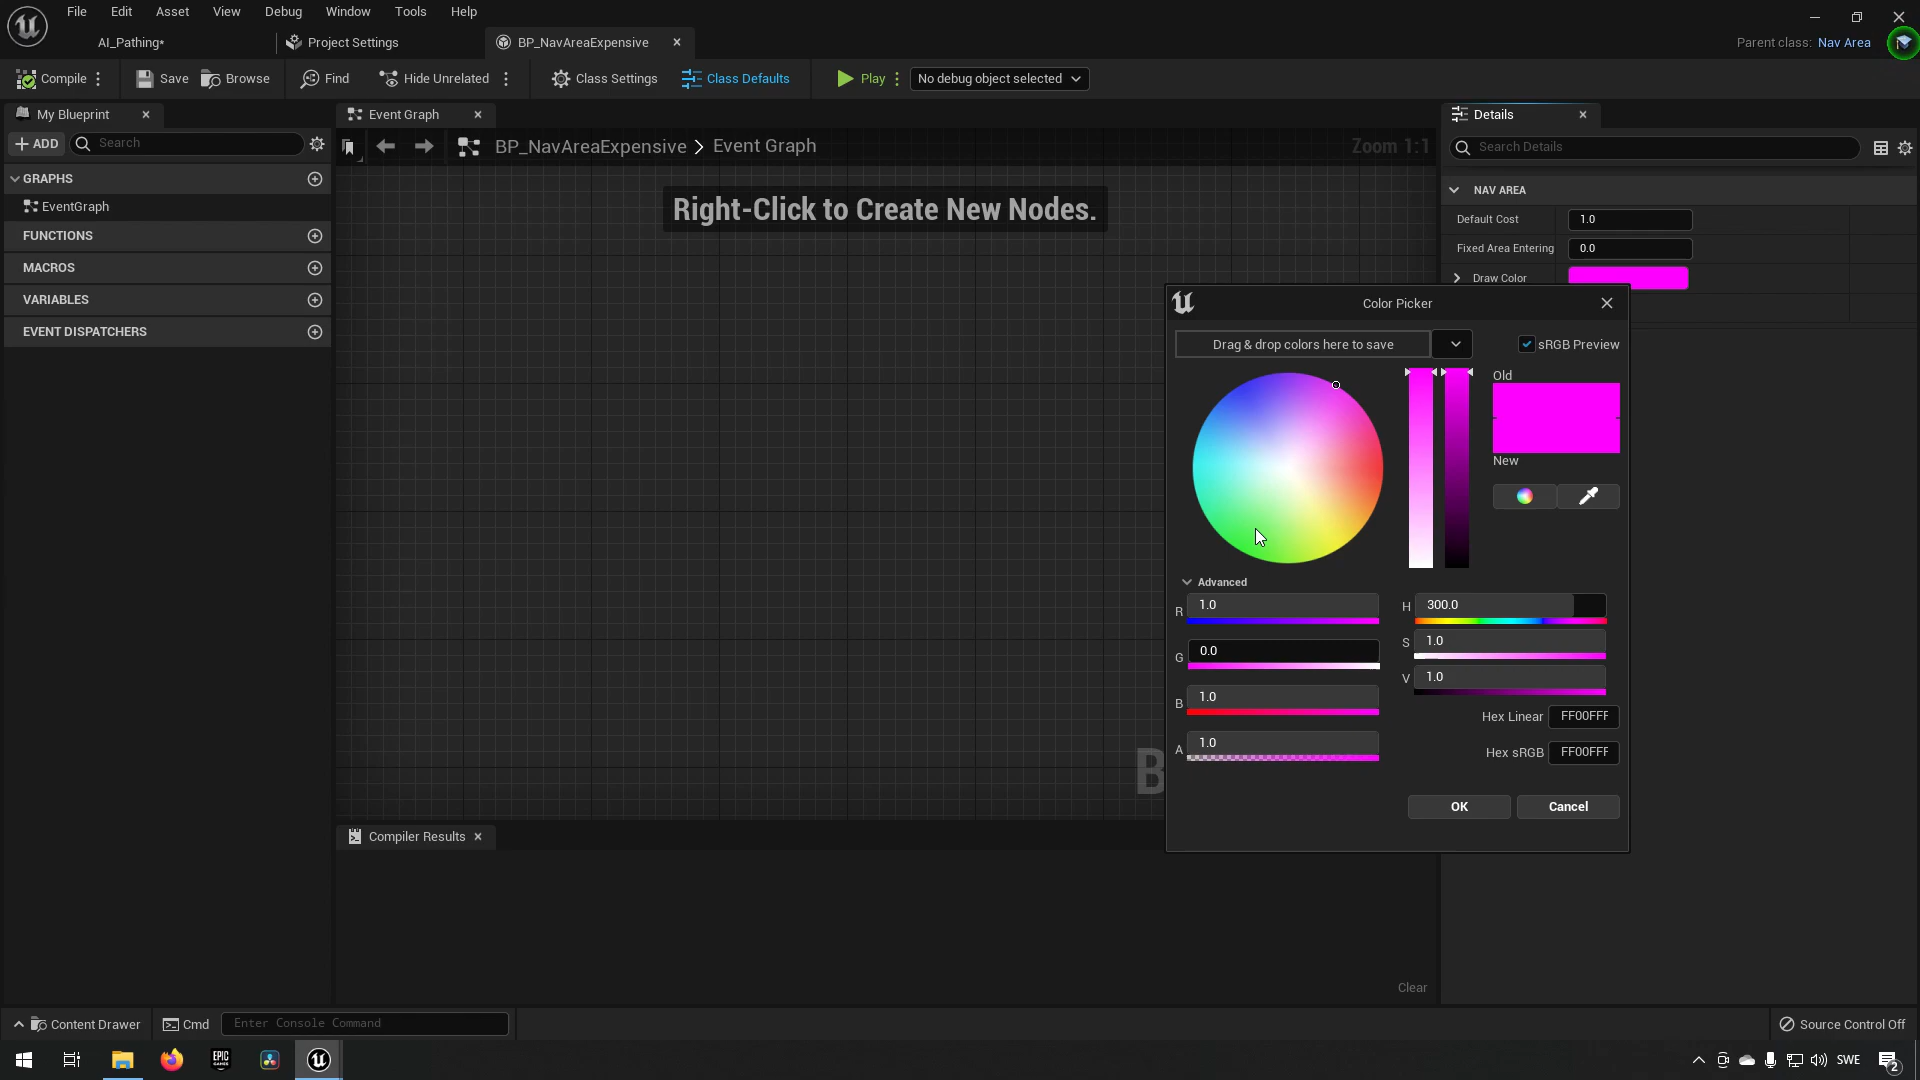 File Edit Asset View Debug Window Tools Help
AI_Pathing*
Project Settings
BP_NavAreaExpensive
Parent class: Nav Area
Compile
Save
Browse
Find
Hide Unrelated
Class Settings
Class Defaults
Play
No debug object selected
My Blueprint
Event Graph
Details
ADD
Search
BP_NavAreaExpensive > Event Graph
Zoom 1:1
Search Details
GRAPHS
EventGraph
FUNCTIONS
MACROS
VARIABLES
EVENT DISPATCHERS
Right-Click to Create New Nodes.
NAV AREA
Default Cost 1.0
Fixed Area Entering 0.0
Draw Color
Color Picker
Drag & drop colors here to save
sRGB Preview
Old
New
Advanced
R 1.0
H 300.0
G 0.0
S 1.0
B 1.0
V 1.0
A 1.0
Hex Linear FF00FFF
Hex sRGB FF00FFF
OK
Cancel
B
Compiler Results
Clear
Content Drawer
Cmd
Enter Console Command
Source Control Off
EPIC
GAMES
SWE
2